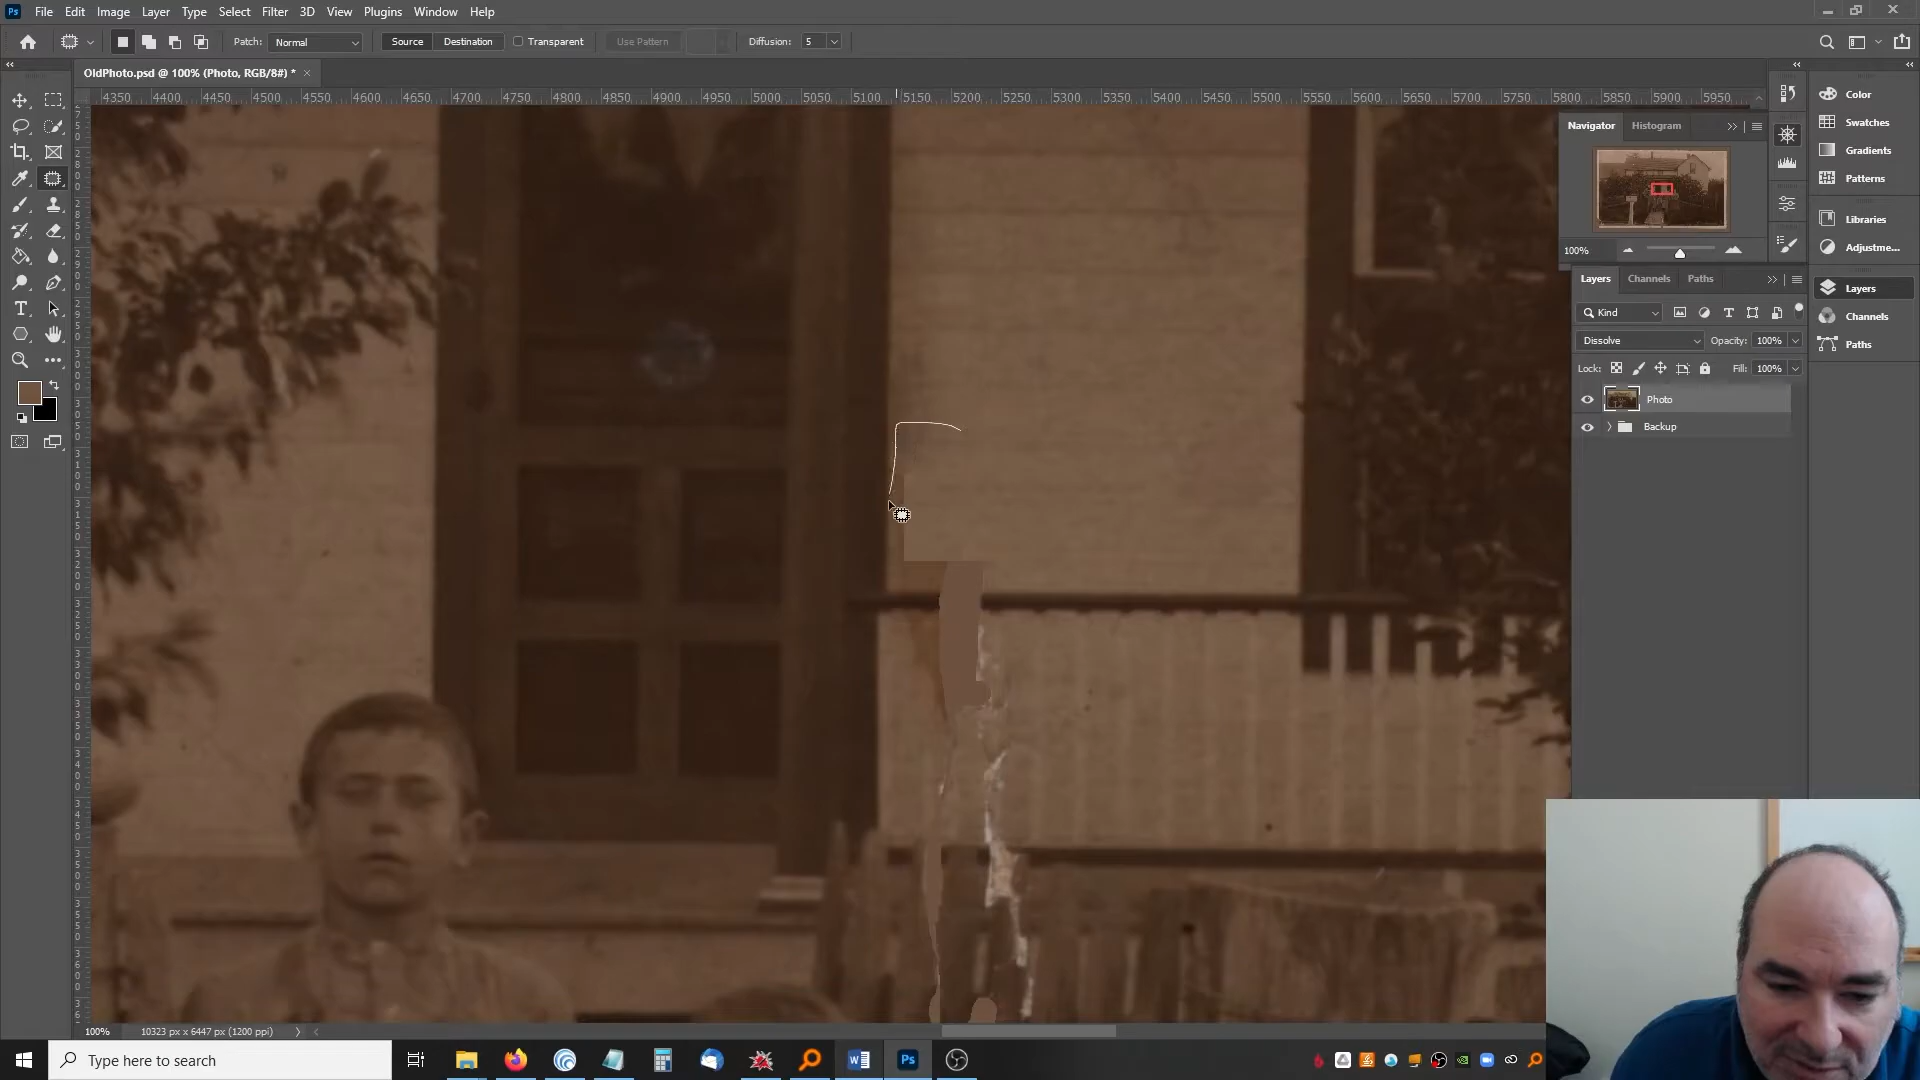 Ps File Edit Image Layer Type Select Filter 3D View Plugins Window Help
Patch: Normal Source Destination Transparent Use Pattern Diffusion: 5
OldPhoto.psd @ 100% (Photo, RGB/8#) * ×
4350 4400 4450 4500 4550 4600 4650 4700 4750 4800 4850 4900 4950 5000 5050 5100 5150 5200 5250 5300 5350 5400 5450 5500 5550 5600 5650 5700 5750 5800 5850 5900 5950
Navigator Histogram
100%
Layers Channels Paths
Kind
Dissolve Opacity: 100%
Lock: Fill: 100%
Photo
Backup
Color
Swatches
Gradients
Patterns
Libraries
Adjustme...
Layers
Channels
Paths
100% 10323 px x 6447 px (1200 ppi)
Type here to search
Ps